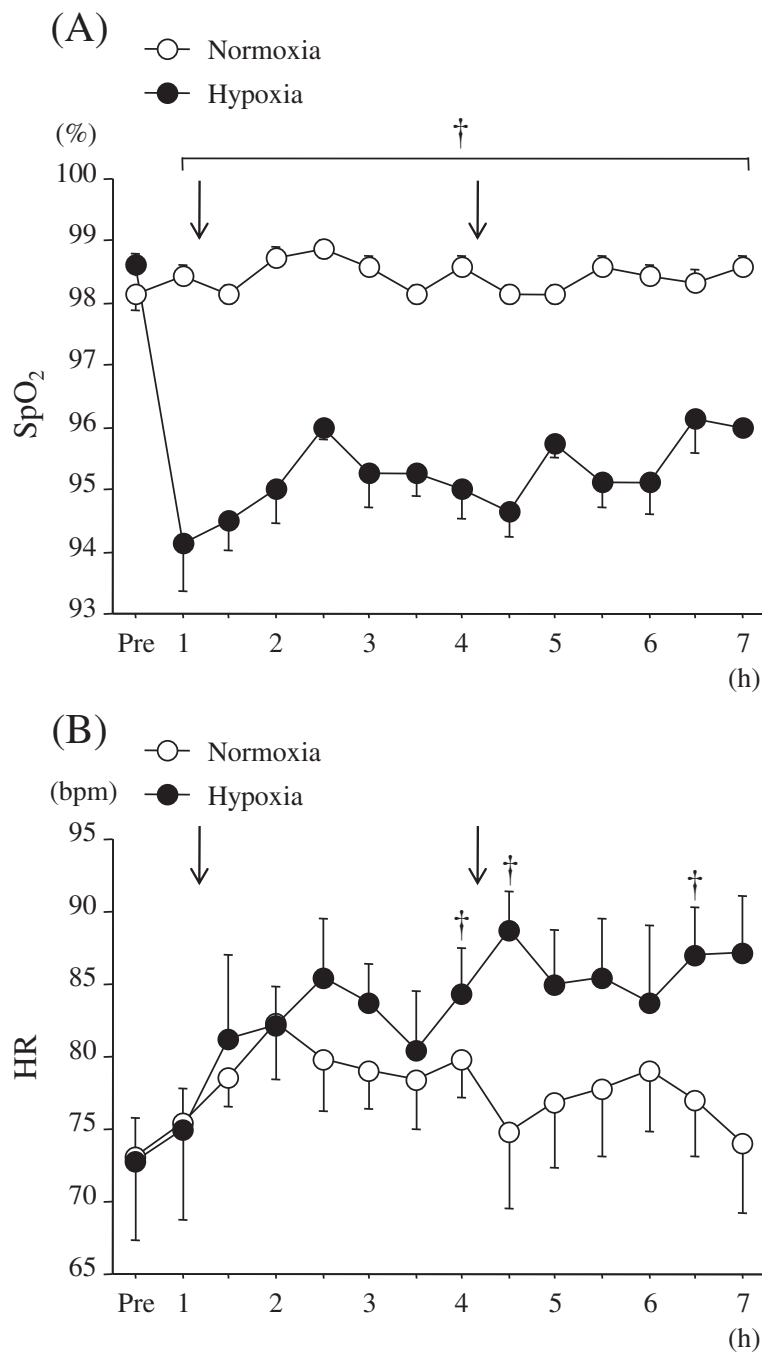 (A)
Normoxia
Hypoxia
(%)
†
100
99
98
97
96
95
94
93
SpO₂
Pre 1 2 3 4 5 6 7
(h)
(B)
Normoxia
(bpm)
Hypoxia
95
90
85
80
75
70
65
† † †
HR
Pre 1 2 3 4 5 6 7
(h)